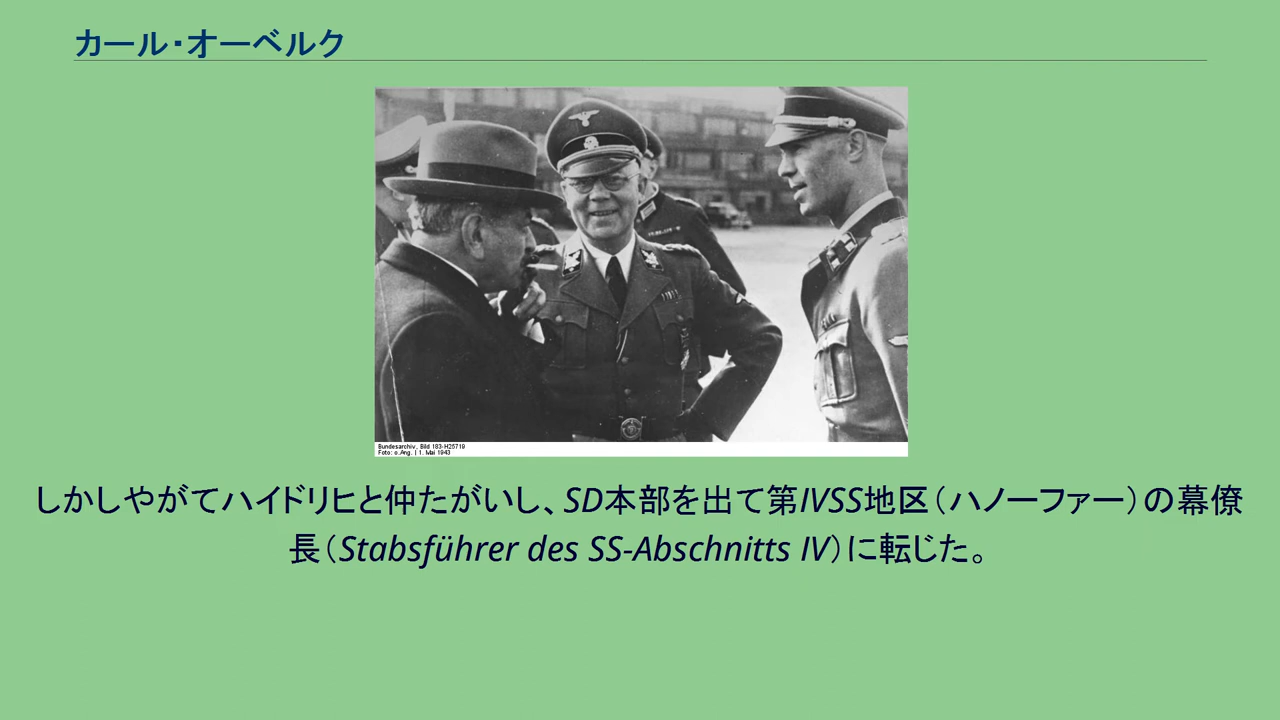 カール・オーベルク
Bundesarchiv, Bild 183-H25719
Foto: o.Ang. | 1. Mai 1943
しかしやがてハイドリヒと仲たがいし、SD本部を出て第IVSS地区（ハノーファー）の幕僚
長（Stabsführer des SS-Abschnitts IV）に転じた。